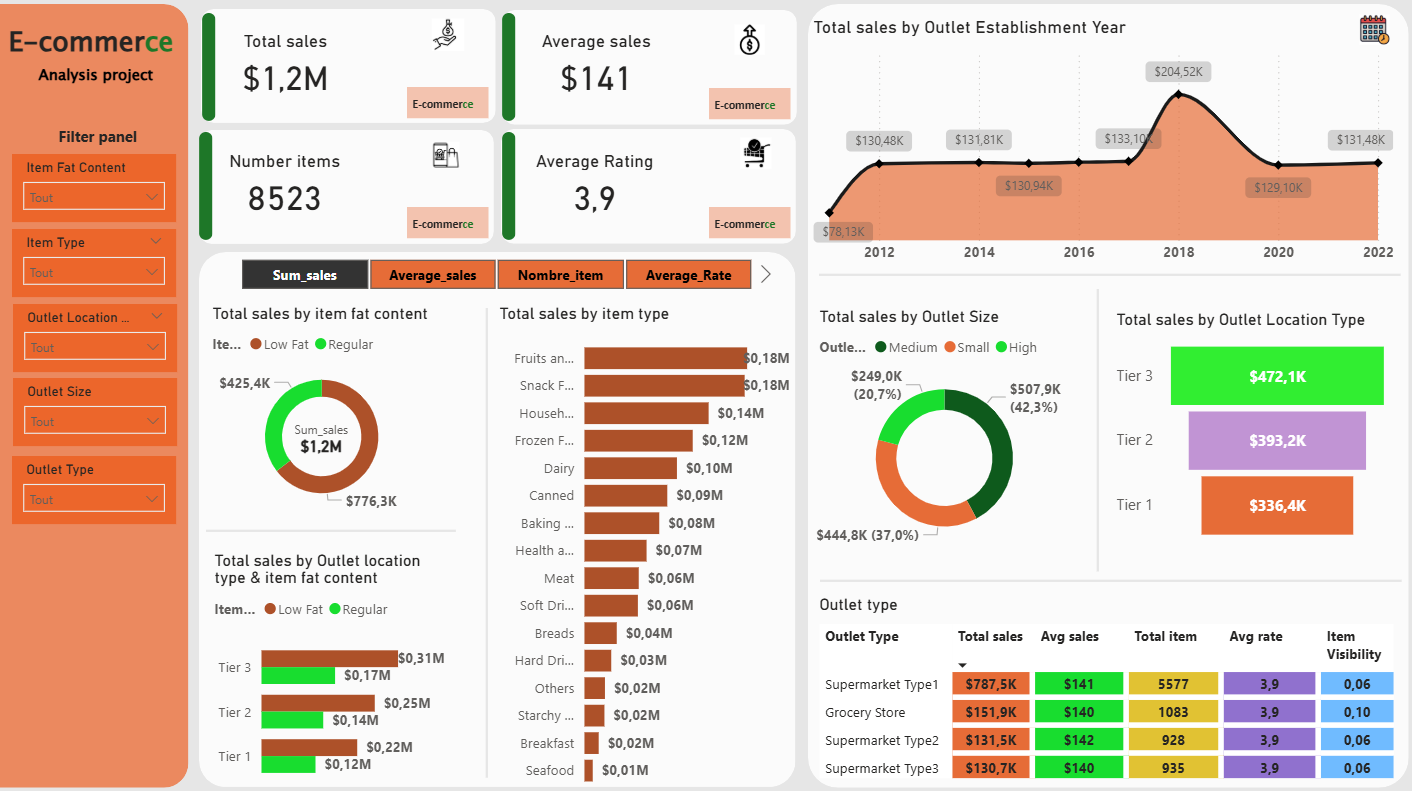 E-commerce
Analysis project
Filter panel
Item Fat Content
Tout
Item Type
Tout
Outlet Location ...
Tout
Outlet Size
Tout
Outlet Type
Tout
Total sales
$1,2M
E-commerce
Average sales
$141
E-commerce
Number items
8523
E-commerce
Average Rating
3,9
E-commerce
Sum_sales
Average_sales
Nombre_item
Average_Rate
Total sales by item fat content
Ite...
Low Fat
Regular
$425,4K
Sum_sales
$1,2M
$776,3K
Total sales by Outlet location
type & item fat content
Item...
Low Fat
Regular
Tier 3
$0,31M
$0,17M
Tier 2
$0,25M
$0,14M
Tier 1
$0,22M
$0,12M
Total sales by item type
Fruits an...
$0,18M
Snack F...
$0,18M
Househ...
$0,14M
Frozen F...
$0,12M
Dairy
$0,10M
Canned
$0,09M
Baking ...
$0,08M
Health a...
$0,07M
Meat
$0,06M
Soft Dri...
$0,06M
Breads
$0,04M
Hard Dri...
$0,03M
Others
$0,02M
Starchy ...
$0,02M
Breakfast
$0,02M
Seafood
$0,01M
Total sales by Outlet Establishment Year
$78,13K
$130,48K
$131,81K
$130,94K
$133,10K
$204,52K
$129,10K
$131,48K
2012
2014
2016
2018
2020
2022
Total sales by Outlet Size
Outle...
Medium
Small
High
$249,0K
(20,7%)
$507,9K
(42,3%)
$444,8K (37,0%)
Total sales by Outlet Location Type
Tier 3
$472,1K
Tier 2
$393,2K
Tier 1
$336,4K
Outlet type
Outlet Type Total sales Avg sales Total item Avg rate Item
Visibility
Supermarket Type1 $787,5K $141 5577 3,9 0,06
Grocery Store $151,9K $140 1083 3,9 0,10
Supermarket Type2 $131,5K $142 928 3,9 0,06
Supermarket Type3 $130,7K $140 935 3,9 0,06